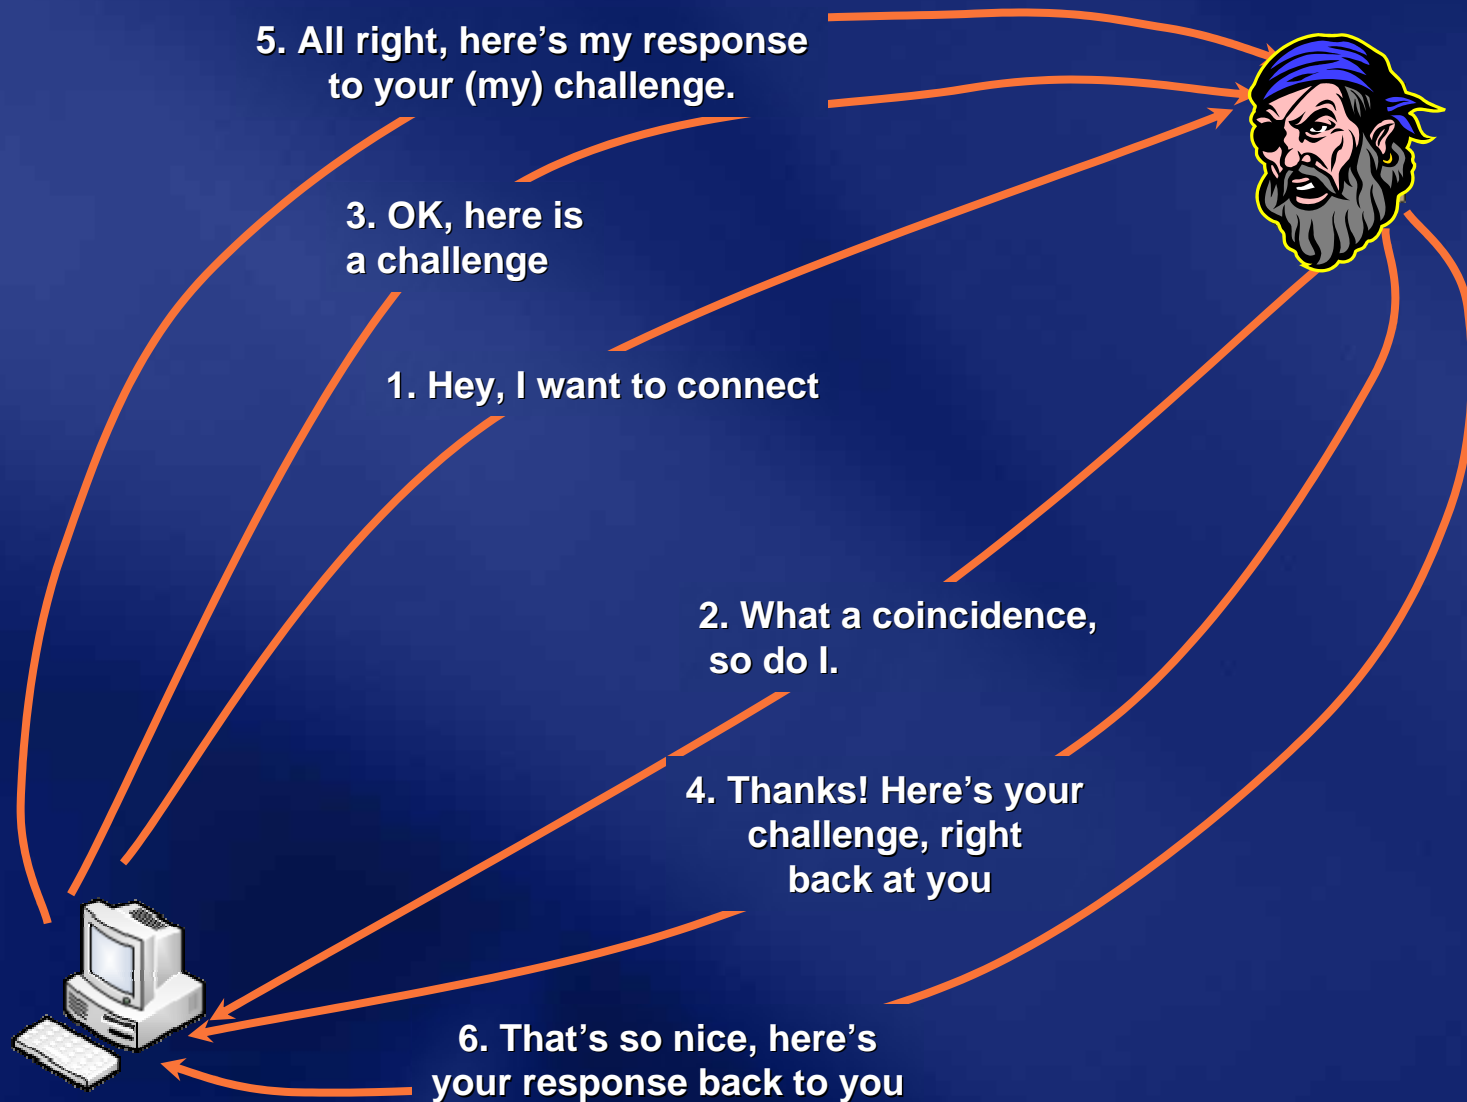 5. All right, here’s my response
to your (my) challenge.
3. OK, here is
a challenge
1. Hey, I want to connect
2. What a coincidence,
so do I.
4. Thanks! Here’s your
challenge, right
back at you
6. That’s so nice, here’s
your response back to you